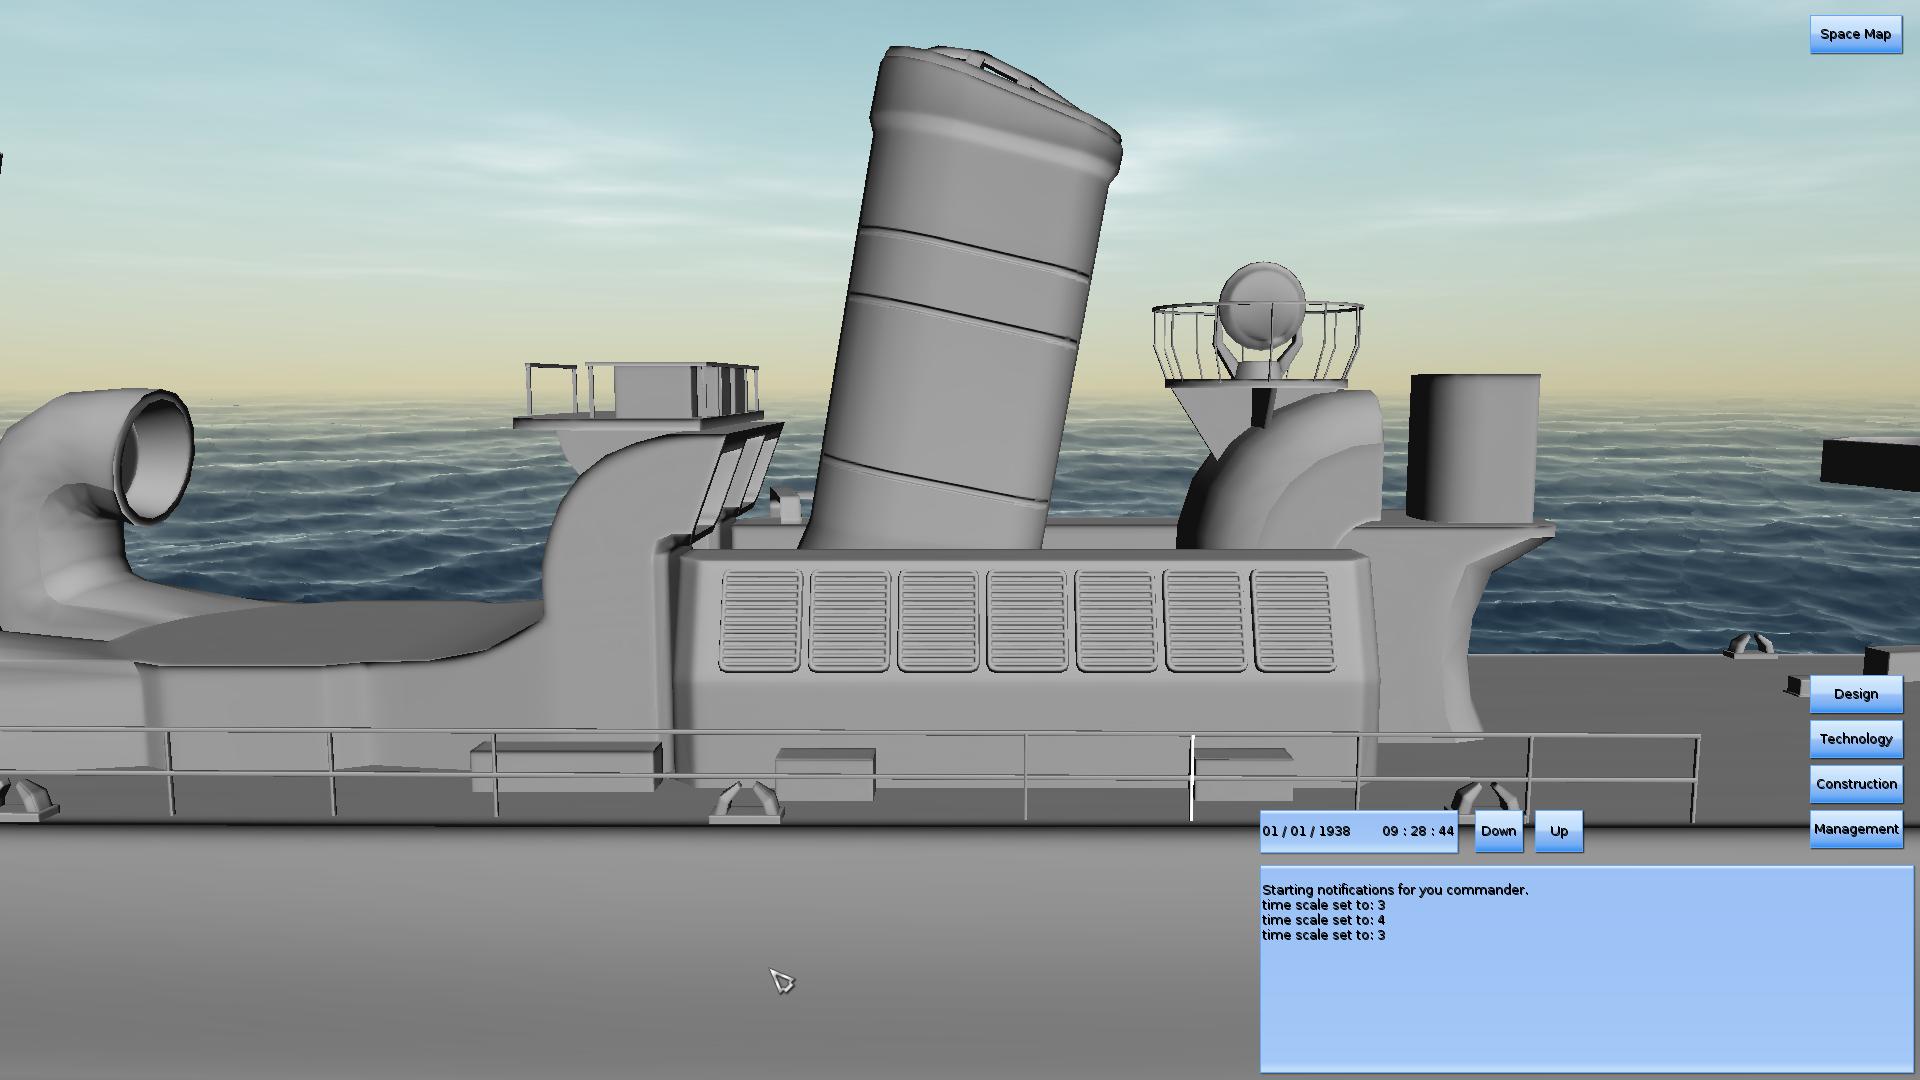 Space Map
Design
Technology
Construction
Management
01 / 01 / 1938 09 : 28 : 44 Down Up
Starting notifications for you commander.
time scale set to: 3
time scale set to: 4
time scale set to: 3